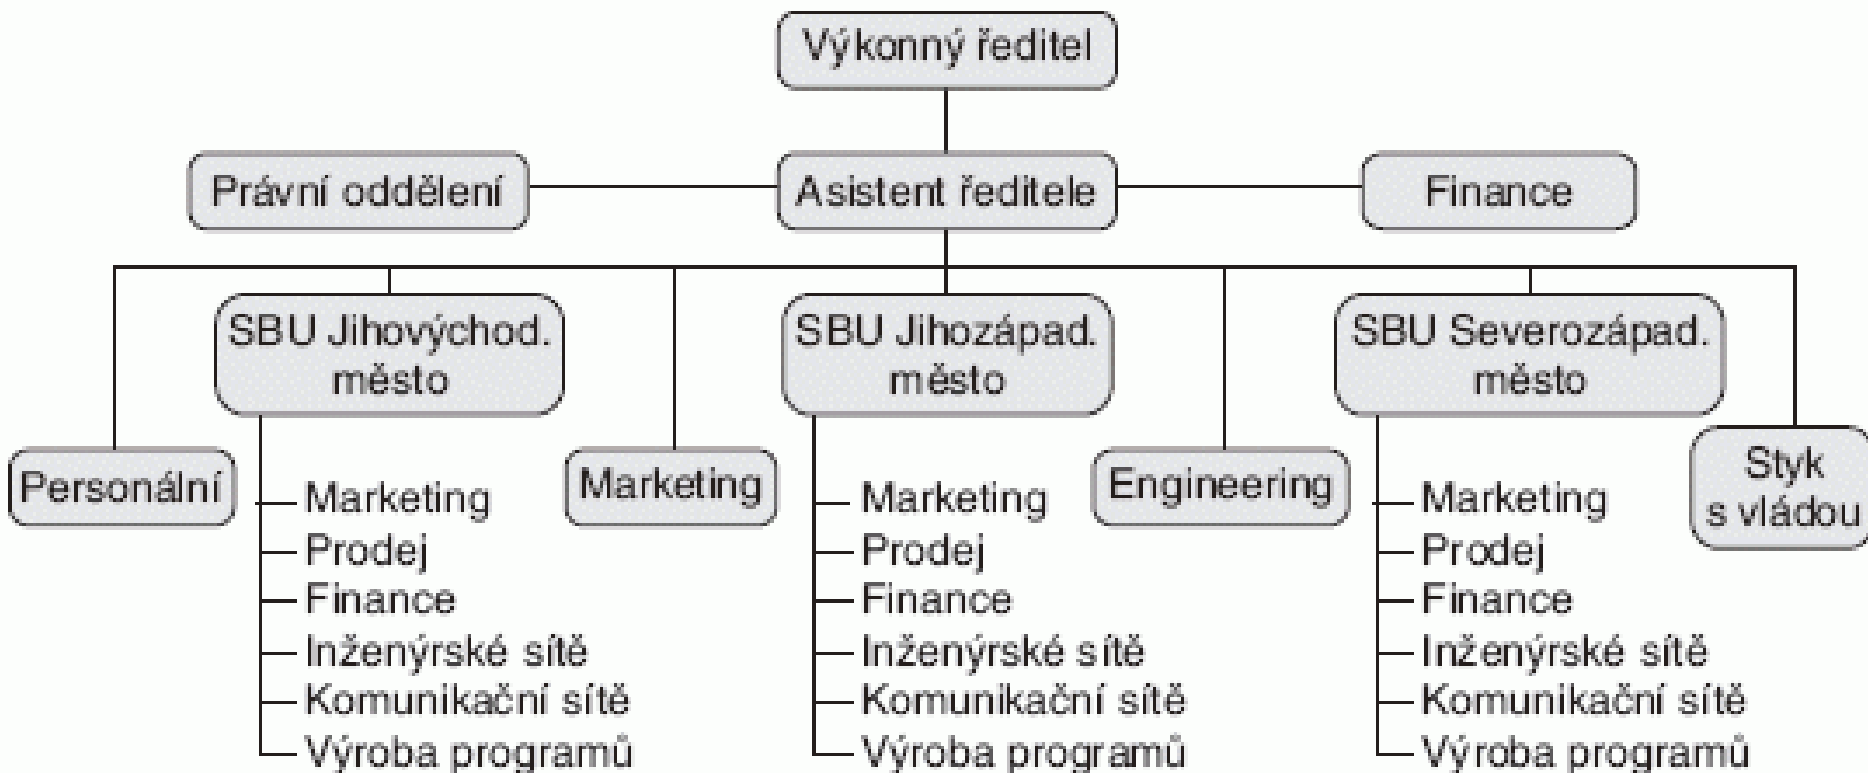 Výkonný ředitel
Právní oddělení
Asistent ředitele
Finance
SBU Jihovýchod.
město
SBU Jihozápad.
město
SBU Severozápad.
město
Personální
Marketing
Engineering
Styk
s vládou
Marketing
Prodej
Finance
Inženýrské sítě
Komunikační sítě
Výroba programů
Marketing
Prodej
Finance
Inženýrské sítě
Komunikační sítě
Výroba programů
Marketing
Prodej
Finance
Inženýrské sítě
Komunikační sítě
Výroba programů